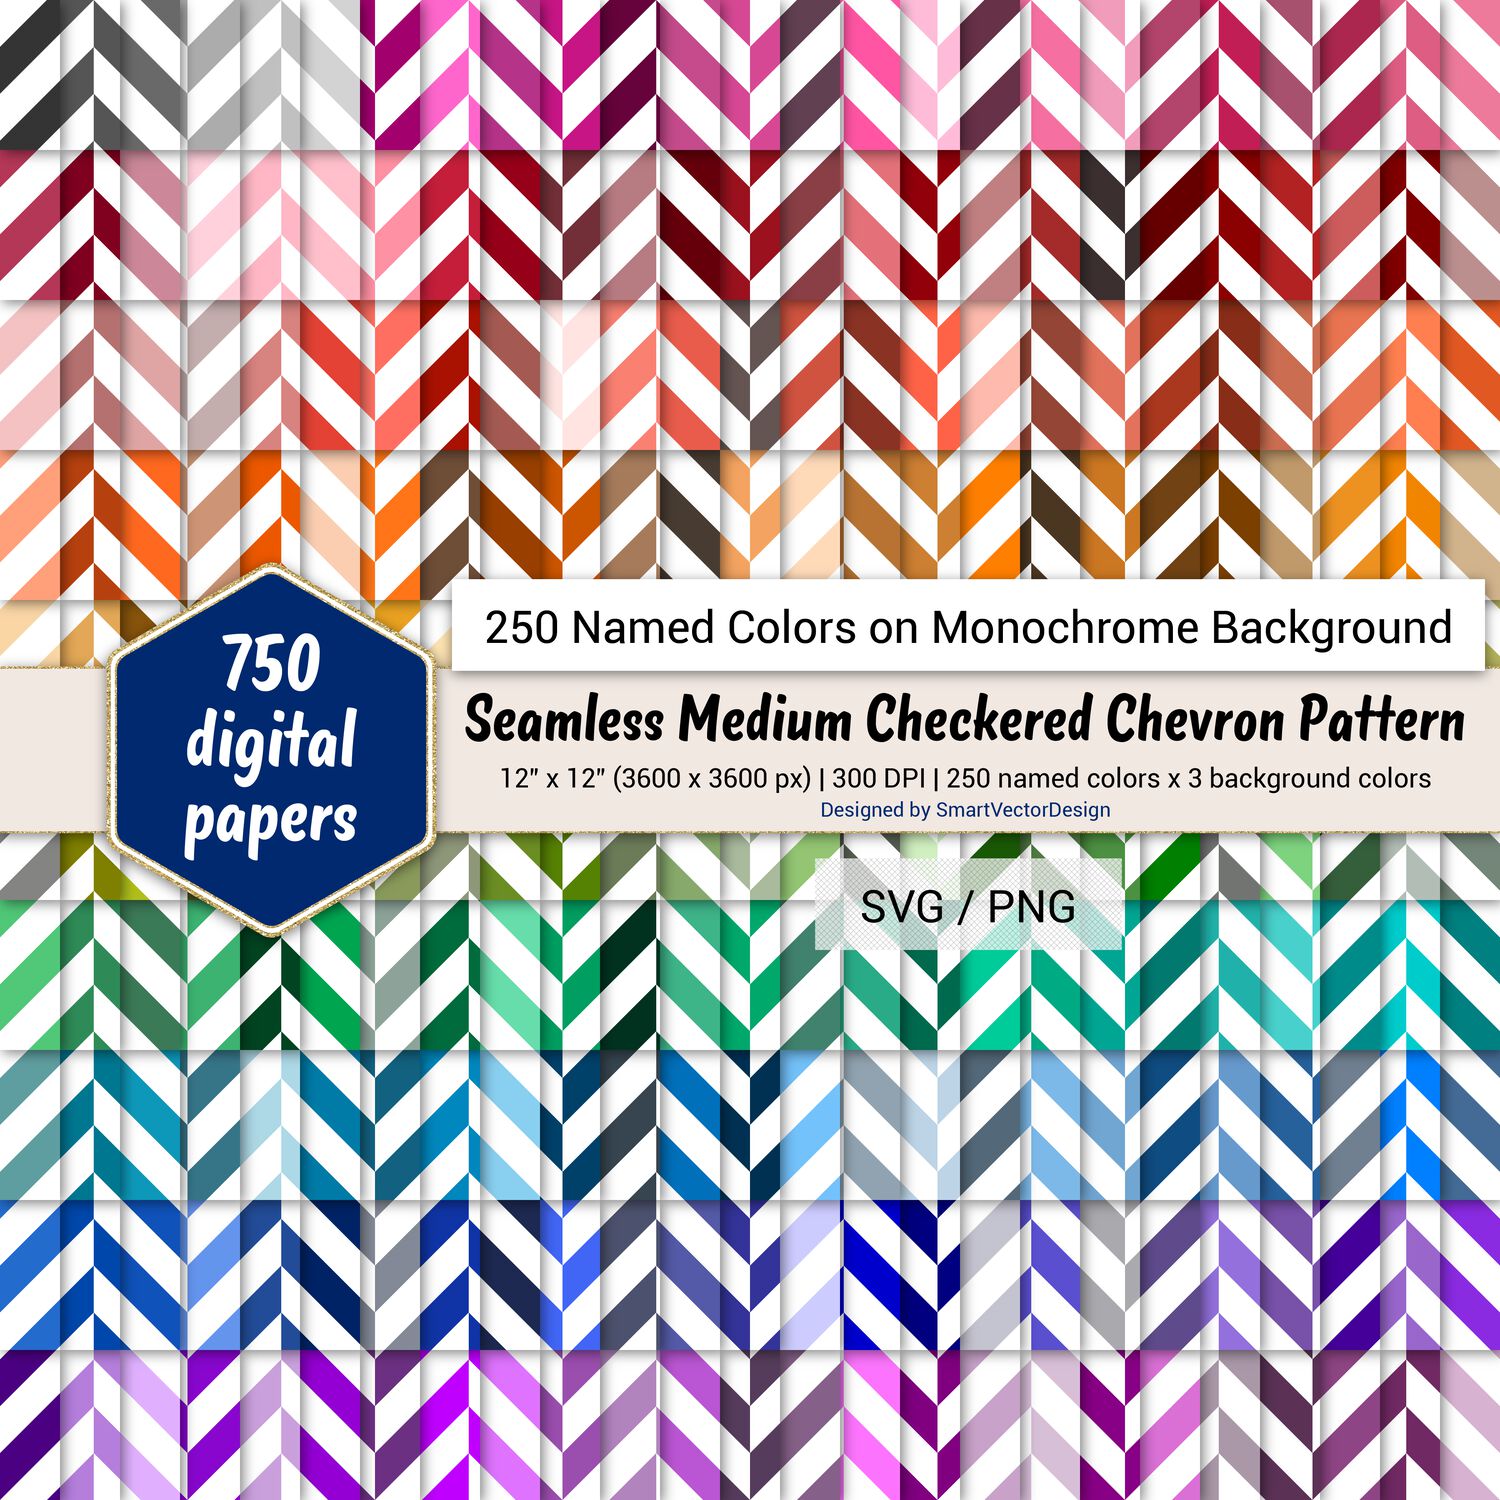 750
digital
papers
250 Named Colors on Monochrome Background
Seamless Medium Checkered Chevron Pattern
12" x 12" (3600 x 3600 px) | 300 DPI | 250 named colors x 3 background colors
Designed by SmartVectorDesign
SVG / PNG